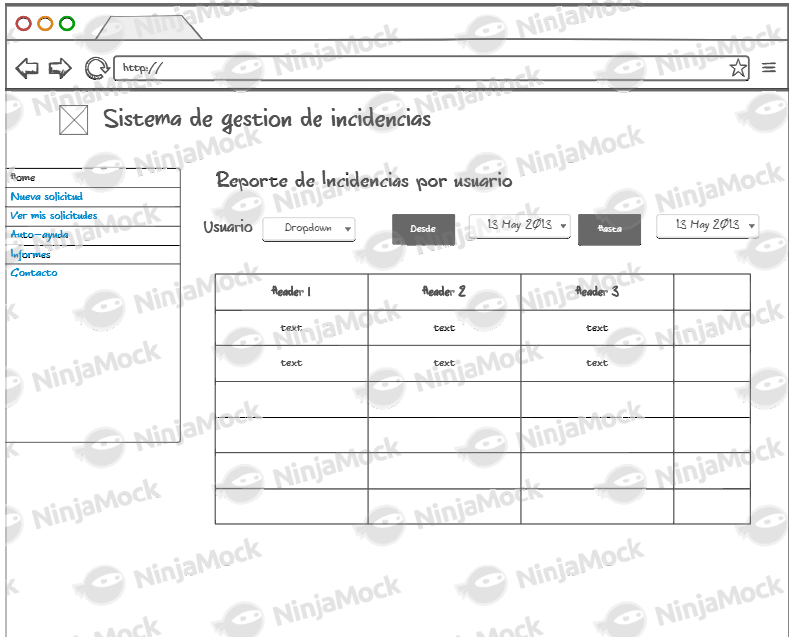 http://
Sistema de gestion de incidencias
Home
Nueva solicitud
Ver mis solicitudes
Auto-ayuda
Informes
Contacto
Reporte de Incidencias por usuario
Usuario Dropdown Desde 13 May 2013 Hasta 13 May 2013
Header 1 Header 2 Header 3
text text text
text text text
NinjaMock